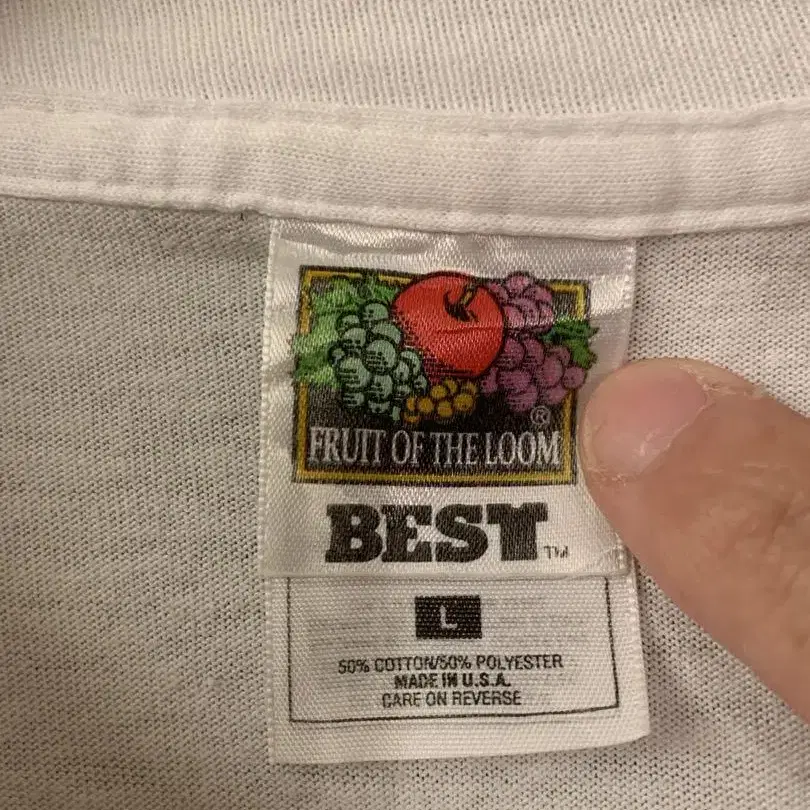 ®
FRUIT OF THE LOOM
BEST™
L
50% COTTON/50% POLYESTER
MADE IN U.S.A.
CARE ON REVERSE